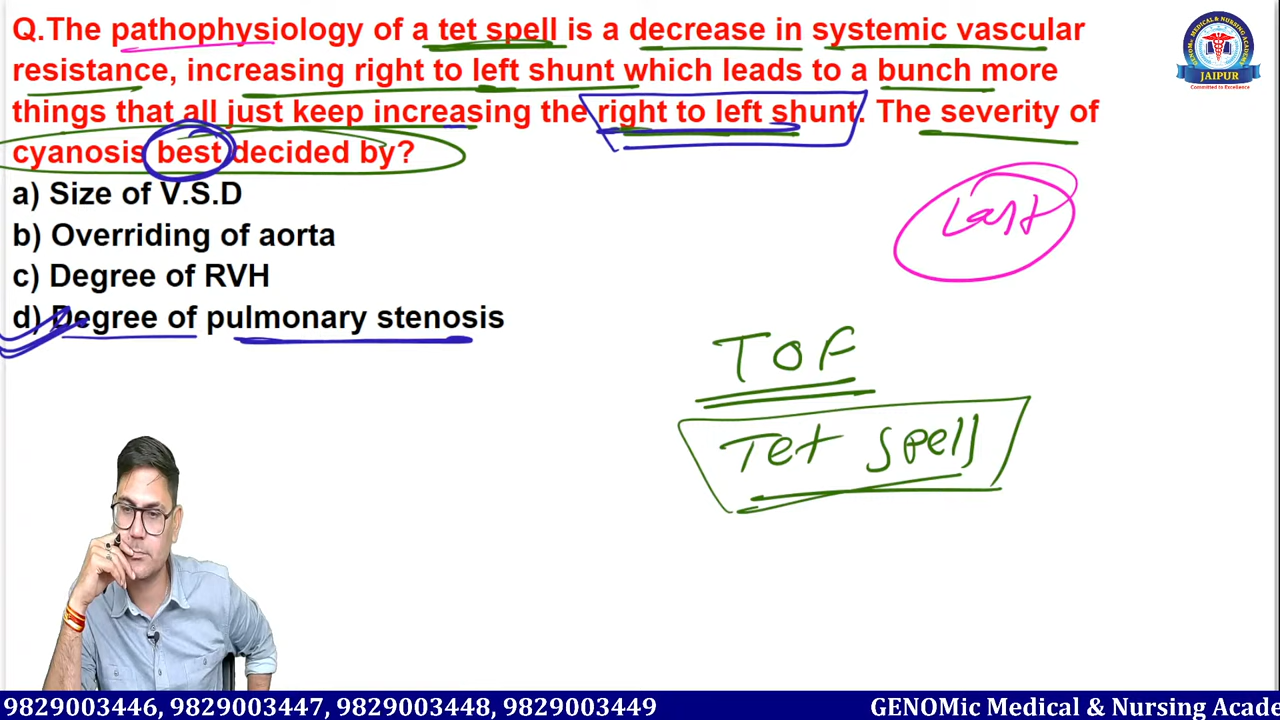 Q.The pathophysiology of a tet spell is a decrease in systemic vascular
resistance, increasing right to left shunt which leads to a bunch more
things that all just keep increasing the right to left shunt. The severity of
cyanosis best decided by?
a) Size of V.S.D
b) Overriding of aorta
c) Degree of RVH
d) Degree of pulmonary stenosis
Last
TOF
Tet spell
JAIPUR
Committed to Excellence
9829003446, 9829003447, 9829003448, 9829003449
GENOMic Medical & Nursing Acade